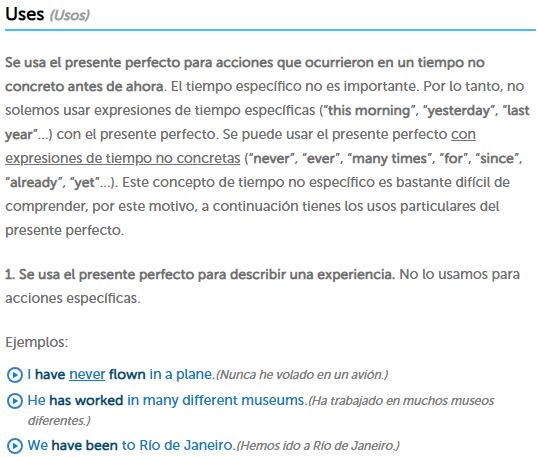 Uses (Usos)
Se usa el presente perfecto para acciones que ocurrieron en un tiempo no
concreto antes de ahora. El tiempo específico no es importante. Por lo tanto, no
solemos usar expresiones de tiempo específicas (“this morning”, “yesterday”, “last
year”…) con el presente perfecto. Se puede usar el presente perfecto con
expresiones de tiempo no concretas (“never”, “ever”, “many times”, “for”, “since”,
“already”, “yet”…). Este concepto de tiempo no específico es bastante difícil de
comprender, por este motivo, a continuación tienes los usos particulares del
presente perfecto.
1. Se usa el presente perfecto para describir una experiencia. No lo usamos para
acciones específicas.
Ejemplos:
I have never flown in a plane.(Nunca he volado en un avión.)
He has worked in many different museums.(Ha trabajado en muchos museos
diferentes.)
We have been to Río de Janeiro.(Hemos ido a Río de Janeiro.)